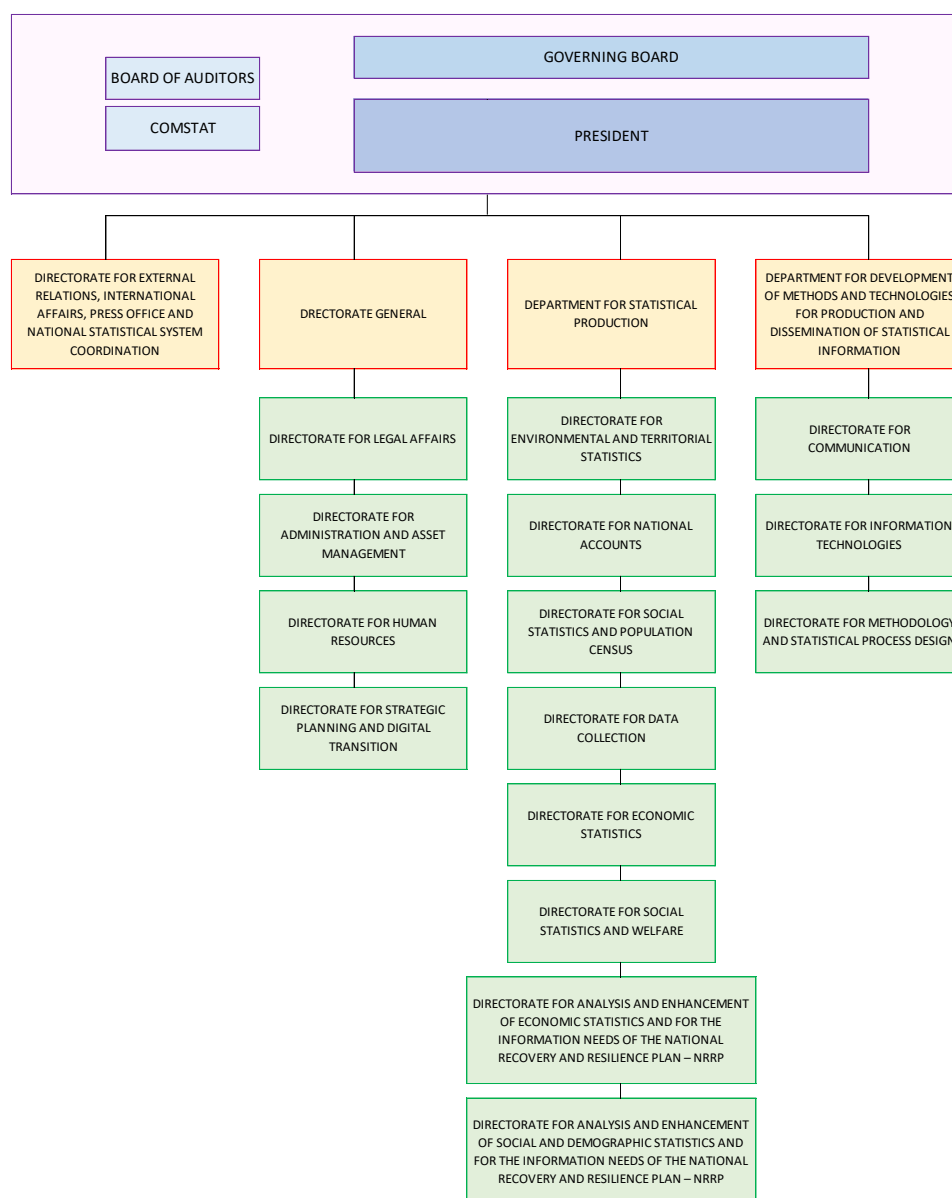 GOVERNING BOARD
BOARD OF AUDITORS
COMSTAT
PRESIDENT
DIRECTORATE FOR EXTERNAL
RELATIONS, INTERNATIONAL
AFFAIRS, PRESS OFFICE AND
NATIONAL STATISTICAL SYSTEM
COORDINATION
DRECTORATE GENERAL
DEPARTMENT FOR STATISTICAL
PRODUCTION
DEPARTMENT FOR DEVELOPMENT
OF METHODS AND TECHNOLOGIES
FOR PRODUCTION AND
DISSEMINATION OF STATISTICAL
INFORMATION
DIRECTORATE FOR LEGAL AFFAIRS
DIRECTORATE FOR
ADMINISTRATION AND ASSET
MANAGEMENT
DIRECTORATE FOR HUMAN
RESOURCES
DIRECTORATE FOR STRATEGIC
PLANNING AND DIGITAL
TRANSITION
DIRECTORATE FOR
ENVIRONMENTAL AND TERRITORIAL
STATISTICS
DIRECTORATE FOR NATIONAL
ACCOUNTS
DIRECTORATE FOR SOCIAL
STATISTICS AND POPULATION
CENSUS
DIRECTORATE FOR DATA
COLLECTION
DIRECTORATE FOR ECONOMIC
STATISTICS
DIRECTORATE FOR SOCIAL
STATISTICS AND WELFARE
DIRECTORATE FOR ANALYSIS AND ENHANCEMENT
OF ECONOMIC STATISTICS AND FOR THE
INFORMATION NEEDS OF THE NATIONAL
RECOVERY AND RESILIENCE PLAN – NRRP
DIRECTORATE FOR ANALYSIS AND ENHANCEMENT
OF SOCIAL AND DEMOGRAPHIC STATISTICS AND
FOR THE INFORMATION NEEDS OF THE NATIONAL
RECOVERY AND RESILIENCE PLAN – NRRP
DIRECTORATE FOR
COMMUNICATION
DIRECTORATE FOR INFORMATION
TECHNOLOGIES
DIRECTORATE FOR METHODOLOGY
AND STATISTICAL PROCESS DESIGN